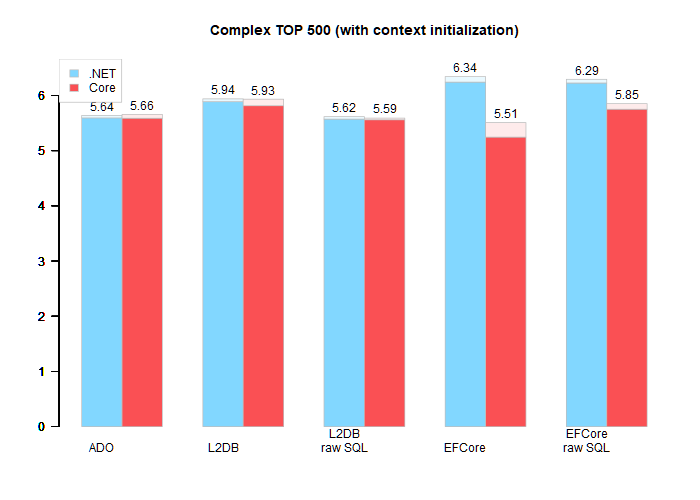 Complex TOP 500 (with context initialization)
.NET
Core
5.64
5.66
5.94
5.93
5.62
5.59
6.34
5.51
6.29
5.85
6
5
4
3
2
1
0
ADO
L2DB
L2DB
raw SQL
EFCore
EFCore
raw SQL